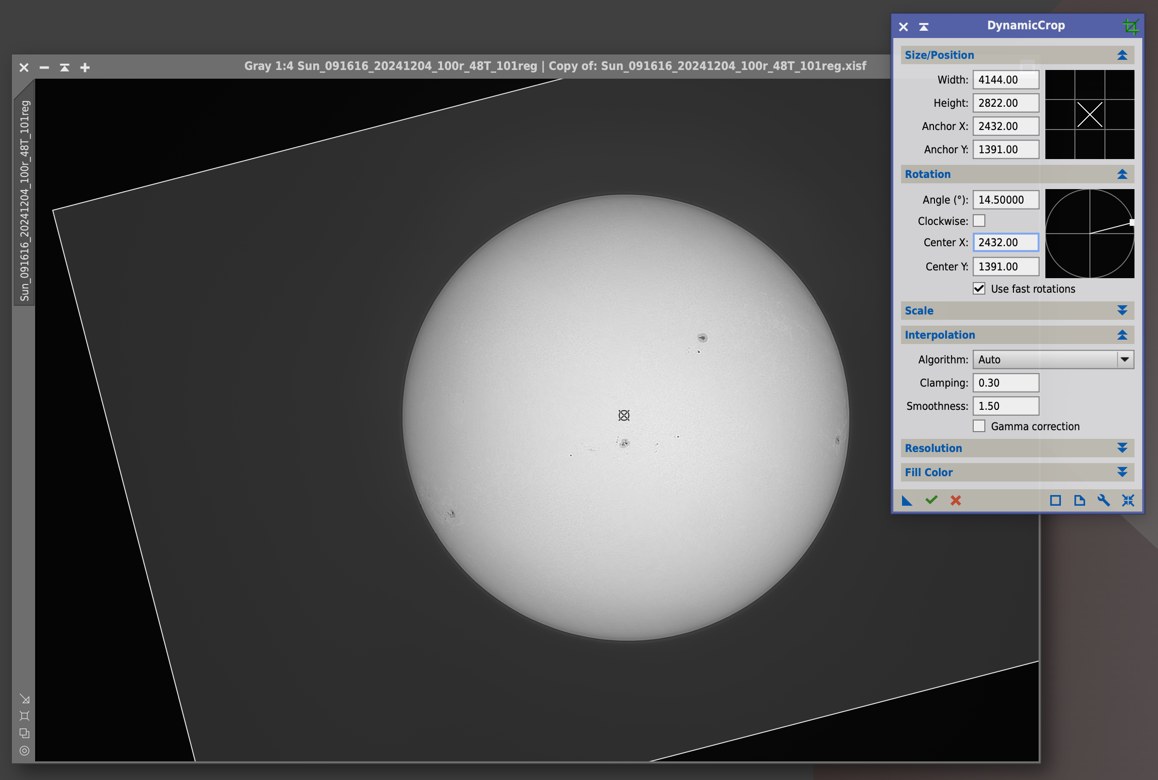 DynamicCrop
Gray 1:4 Sun_091616_20241204_100r_48T_101reg | Copy of: Sun_091616_20241204_100r_48T_101reg.xisf
Sun_091616_20241204_100r_48T_101reg
Size/Position
Width: 4144.00
Height: 2822.00
Anchor X: 2432.00
Anchor Y: 1391.00
Rotation
Angle (°): 14.50000
Clockwise:
Center X: 2432.00
Center Y: 1391.00
Use fast rotations
Scale
Interpolation
Algorithm: Auto
Clamping: 0.30
Smoothness: 1.50
Gamma correction
Resolution
Fill Color